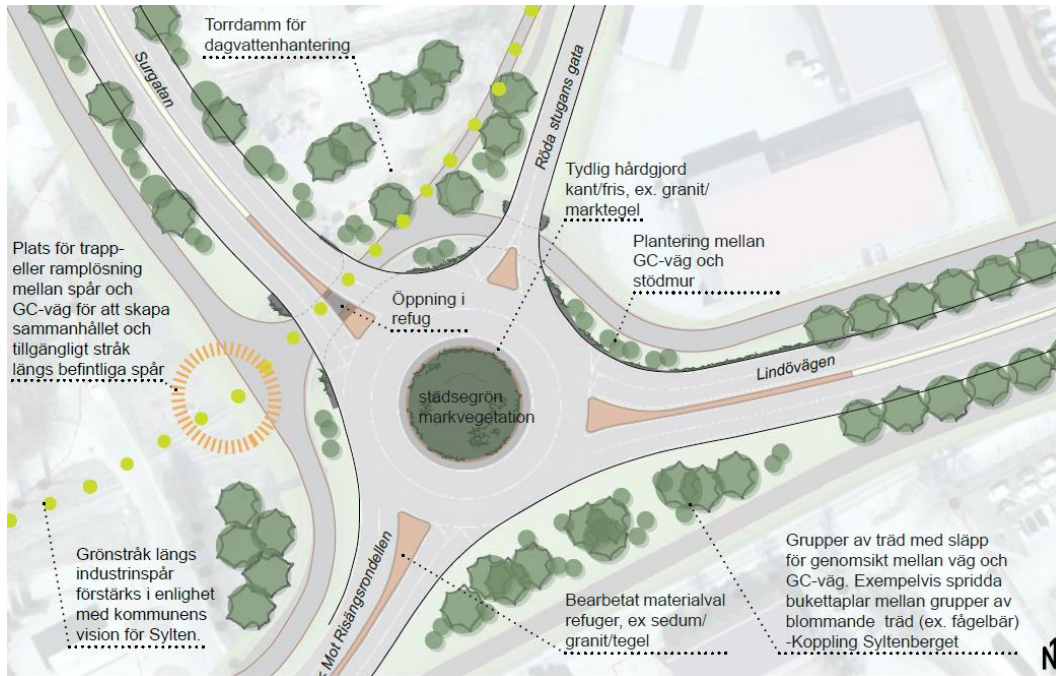 Torrdamm för
dagvattenhantering
Surgatan
Röda stugans gata
Tydlig hårdgjord
kant/fris, ex. granit/
marktegel
Plats för trapp-
eller ramplösning
mellan spår och
GC-väg för att skapa
sammanhållet och
tillgängligt stråk
längs befintliga spår
Plantering mellan
GC-väg och
stödmur
Öppning i
refug
Lindövägen
städsegrön
markvegetation
Grönstråk längs
industrinspår
förstärks i enlighet
med kommunens
vision för Sylten.
Mot Risängsrondellen
Bearbetat materialval
refuger, ex sedum/
granit/tegel
Grupper av träd med släpp
för genomsikt mellan väg och
GC-väg. Exempelvis spridda
bukettaplar mellan grupper av
blommande träd (ex. fågelbär)
-Koppling Syltenberget
N